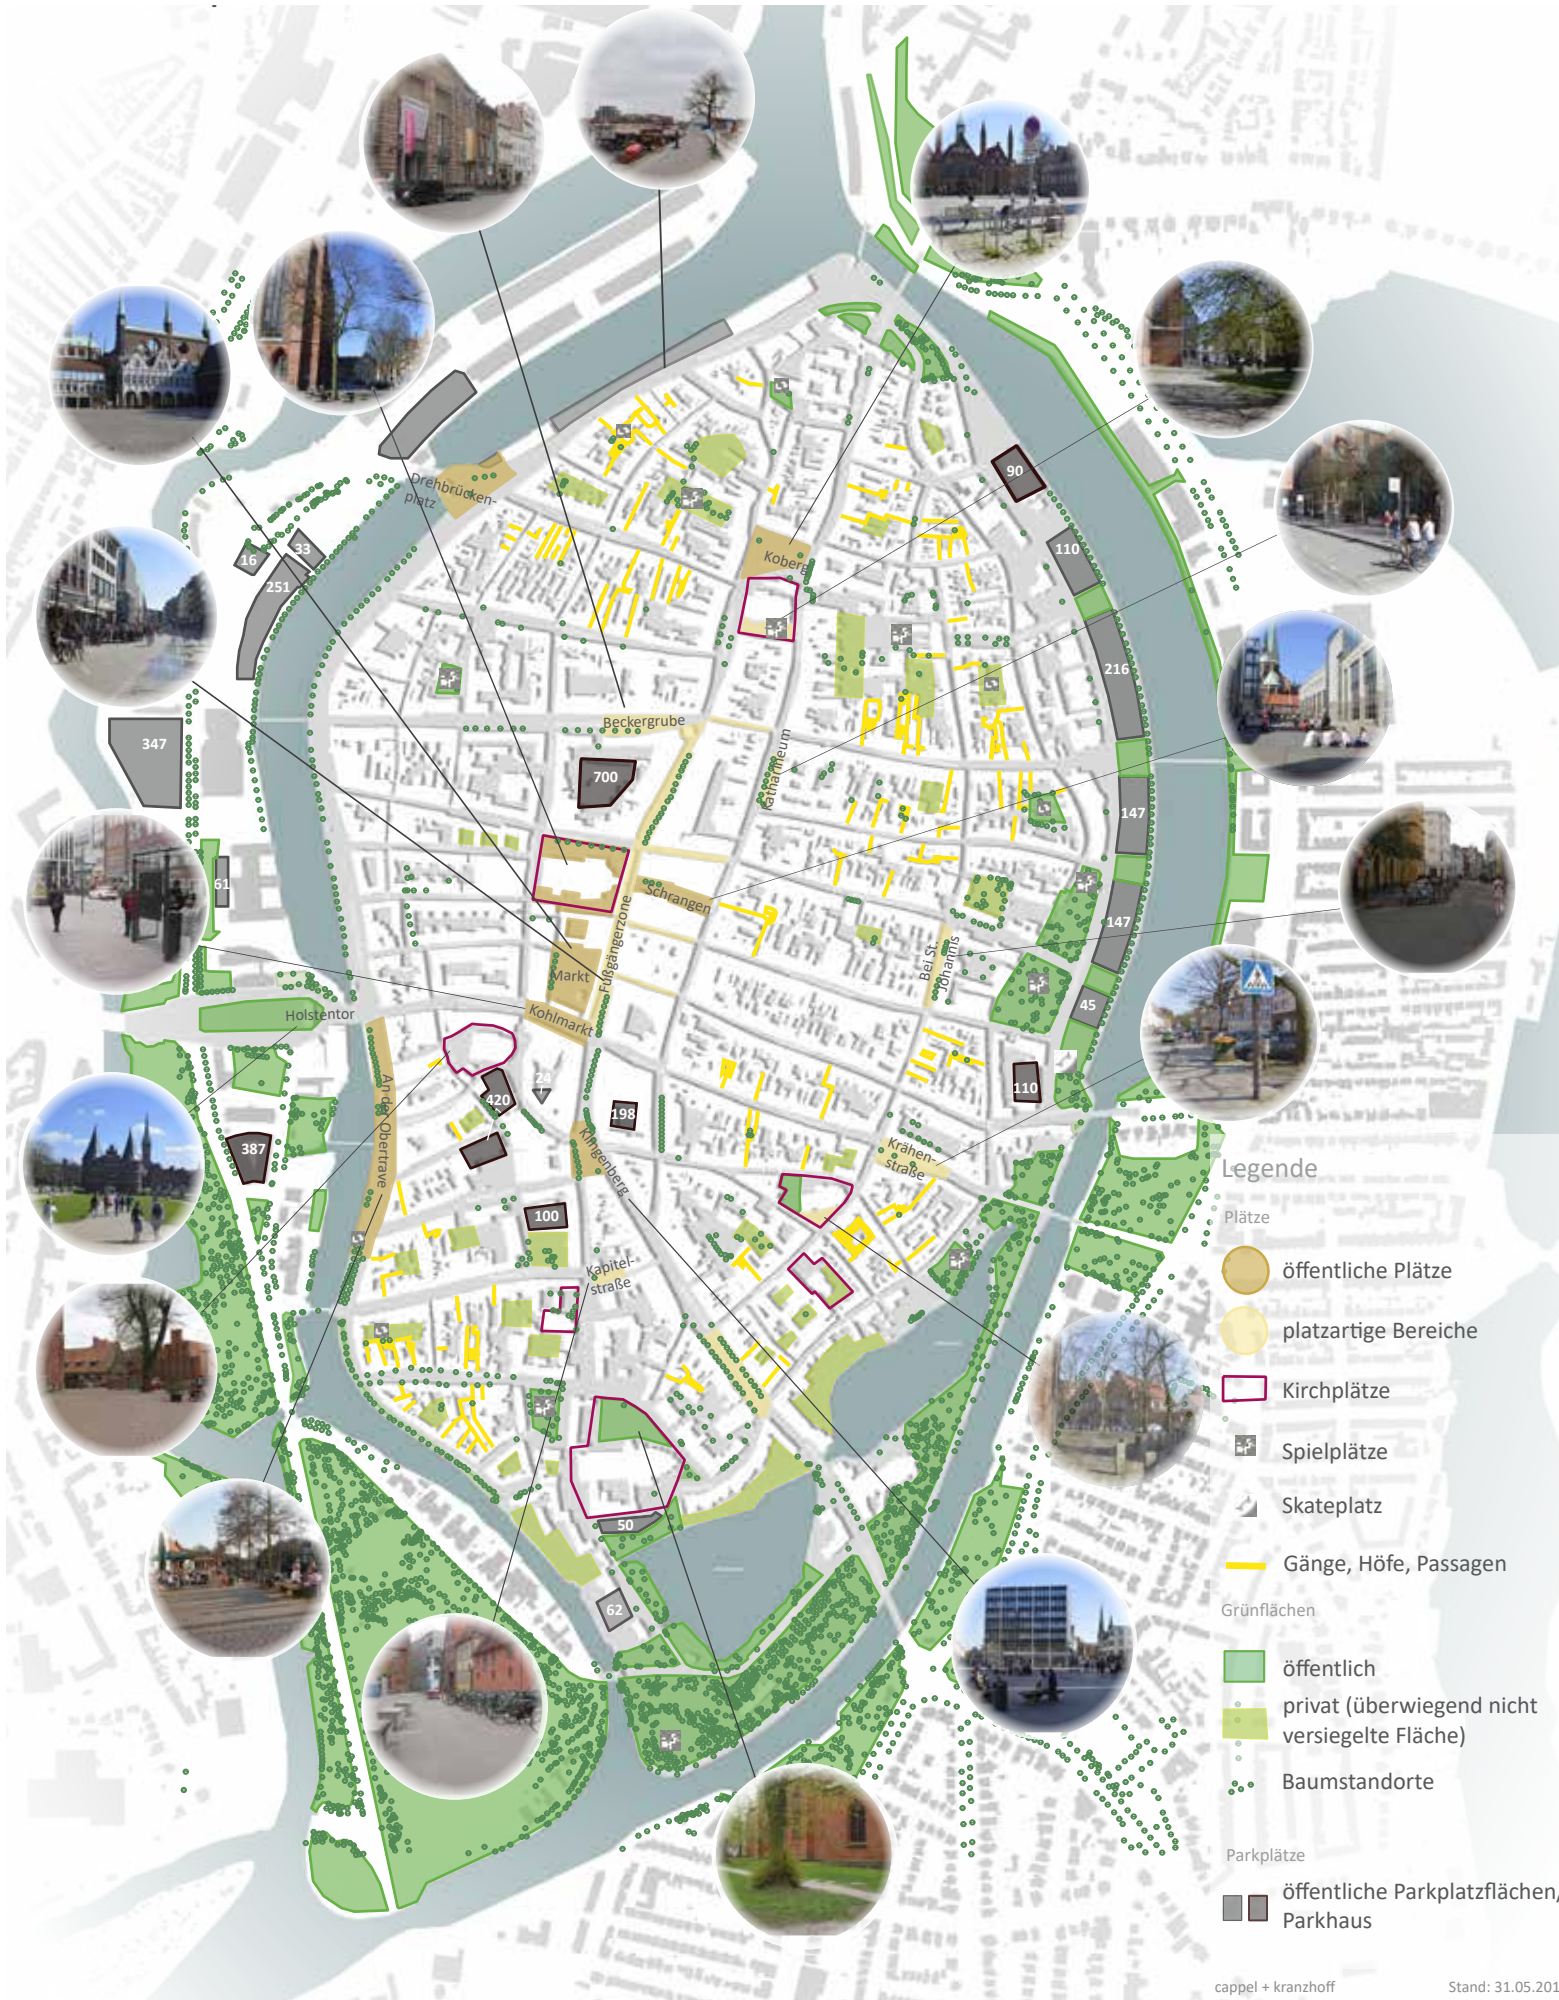 Drehbrücken-
platz
Koberg
90
110
16
33
251
216
Beckergrube
347
700
Katharineum
147
61
Schrangen
Fußgängerzone
147
Bei St.
Johannis
Markt
45
Kohlmarkt
Holstentor
An der Obertrave
24
420
198
110
387
Klingenberg
Krähen-
straße
100
Kapitel-
straße
50
62
Legende
Plätze
öffentliche Plätze
platzartige Bereiche
Kirchplätze
Spielplätze
Skateplatz
Gänge, Höfe, Passagen
Grünflächen
öffentlich
privat (überwiegend nicht
versiegelte Fläche)
Baumstandorte
Parkplätze
öffentliche Parkplatzflächen,
Parkhaus
cappel + kranzhoff
Stand: 31.05.201